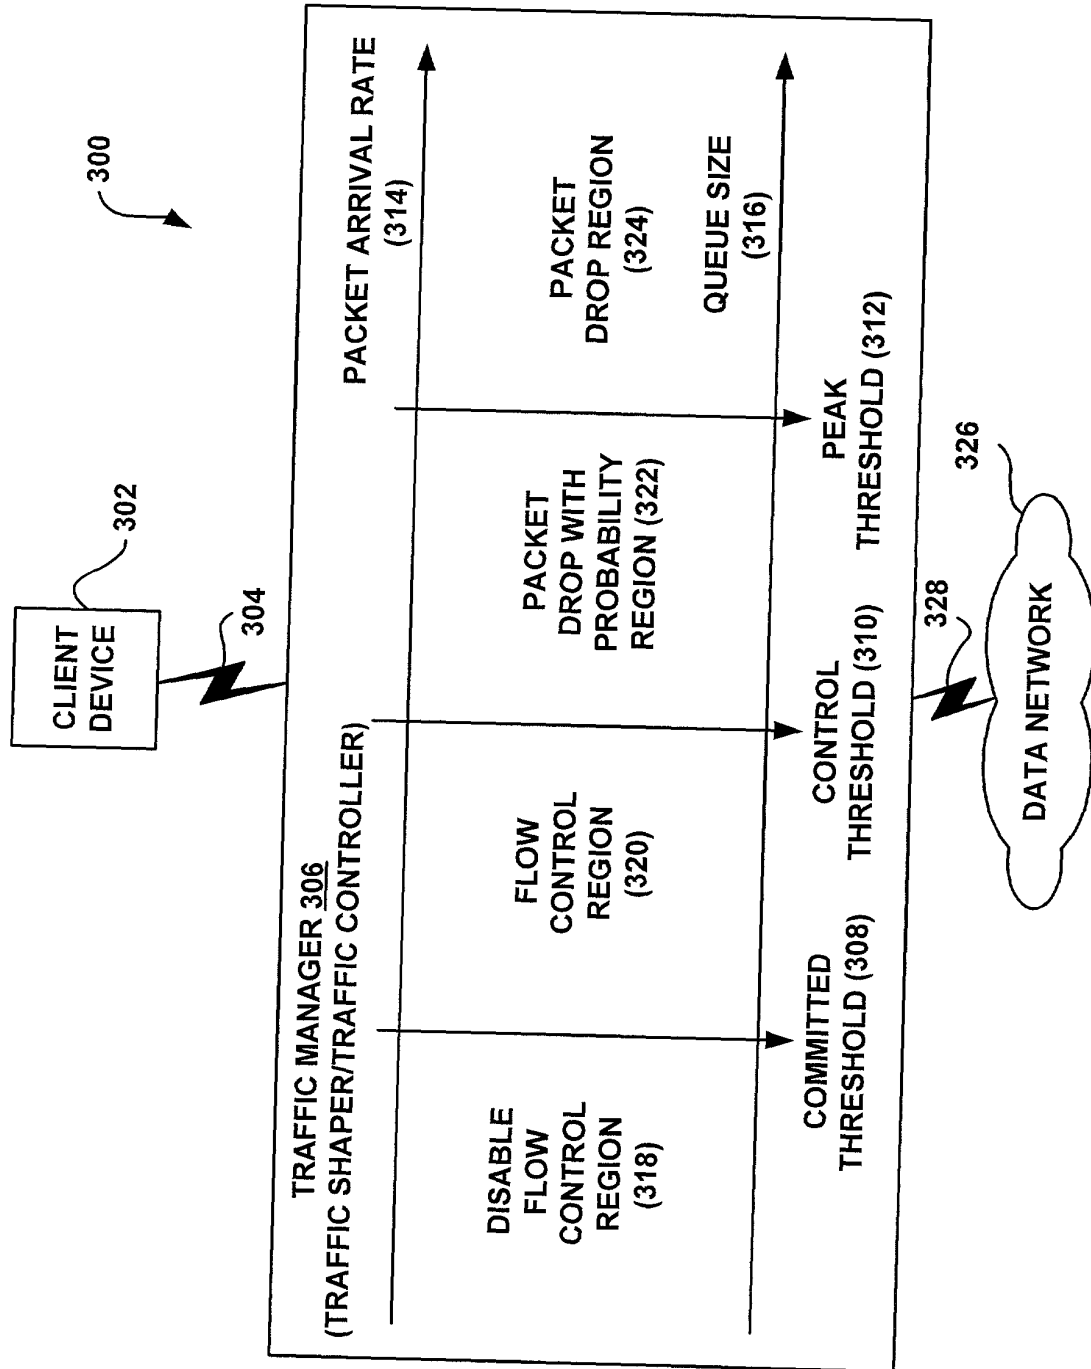 300
CLIENT
DEVICE
302
304
TRAFFIC MANAGER 306
(TRAFFIC SHAPER/TRAFFIC CONTROLLER)
PACKET ARRIVAL RATE
(314)
DISABLE
FLOW
CONTROL
REGION
(318)
FLOW
CONTROL
REGION
(320)
PACKET
DROP WITH
PROBABILITY
REGION (322)
PACKET
DROP REGION
(324)
QUEUE SIZE
(316)
COMMITTED
THRESHOLD (308)
CONTROL
THRESHOLD (310)
PEAK
THRESHOLD (312)
328
326
DATA NETWORK